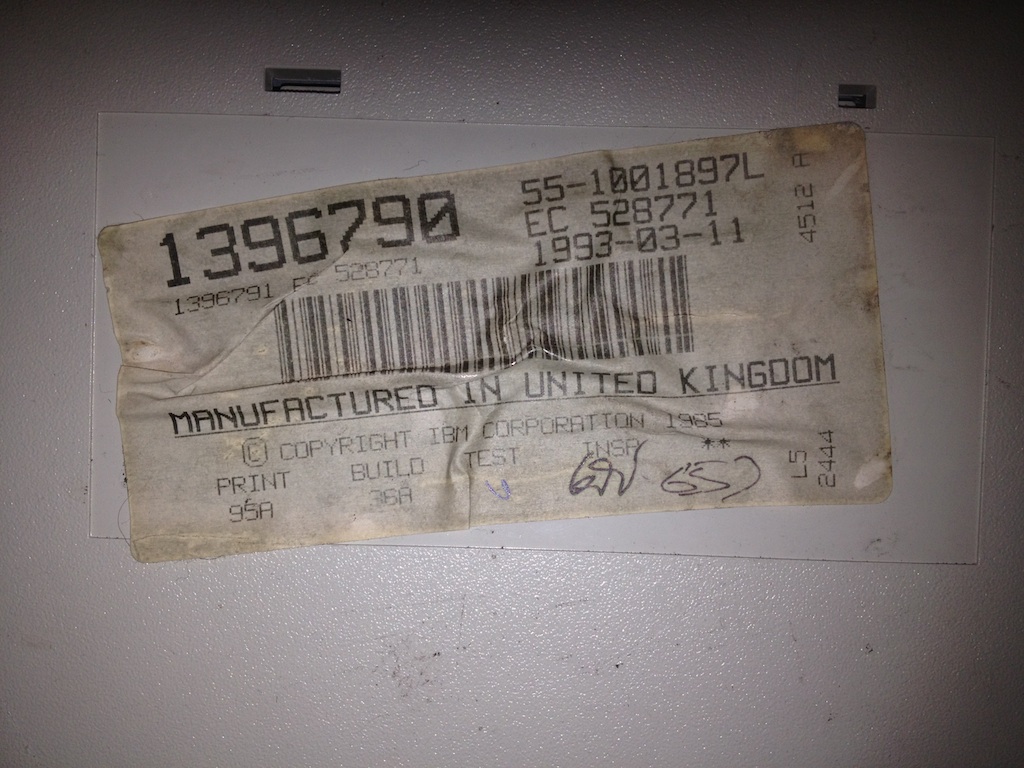 1396790
55-1001897L
EC 528771
1993-03-11
1396791 EC 528771
MANUFACTURED IN UNITED KINGDOM
© COPYRIGHT IBM CORPORATION 1985
PRINT BUILD TEST INSP **
95A 36A
4512 A
L5
2444